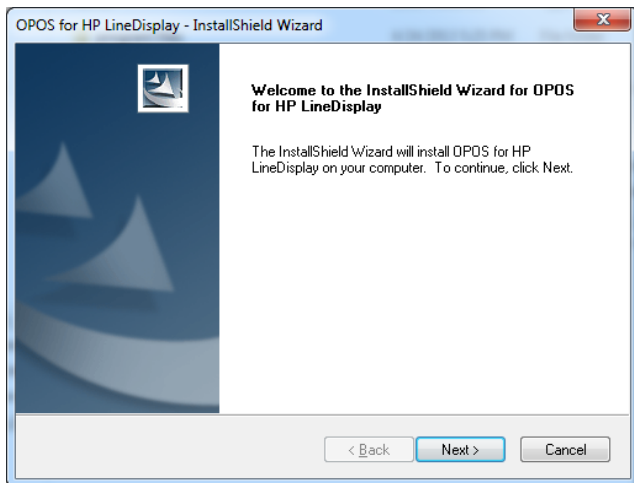 OPOS for HP LineDisplay - InstallShield Wizard
Welcome to the InstallShield Wizard for OPOS
for HP LineDisplay
The InstallShield Wizard will install OPOS for HP
LineDisplay on your computer.  To continue, click Next.
< Back
Next >
Cancel